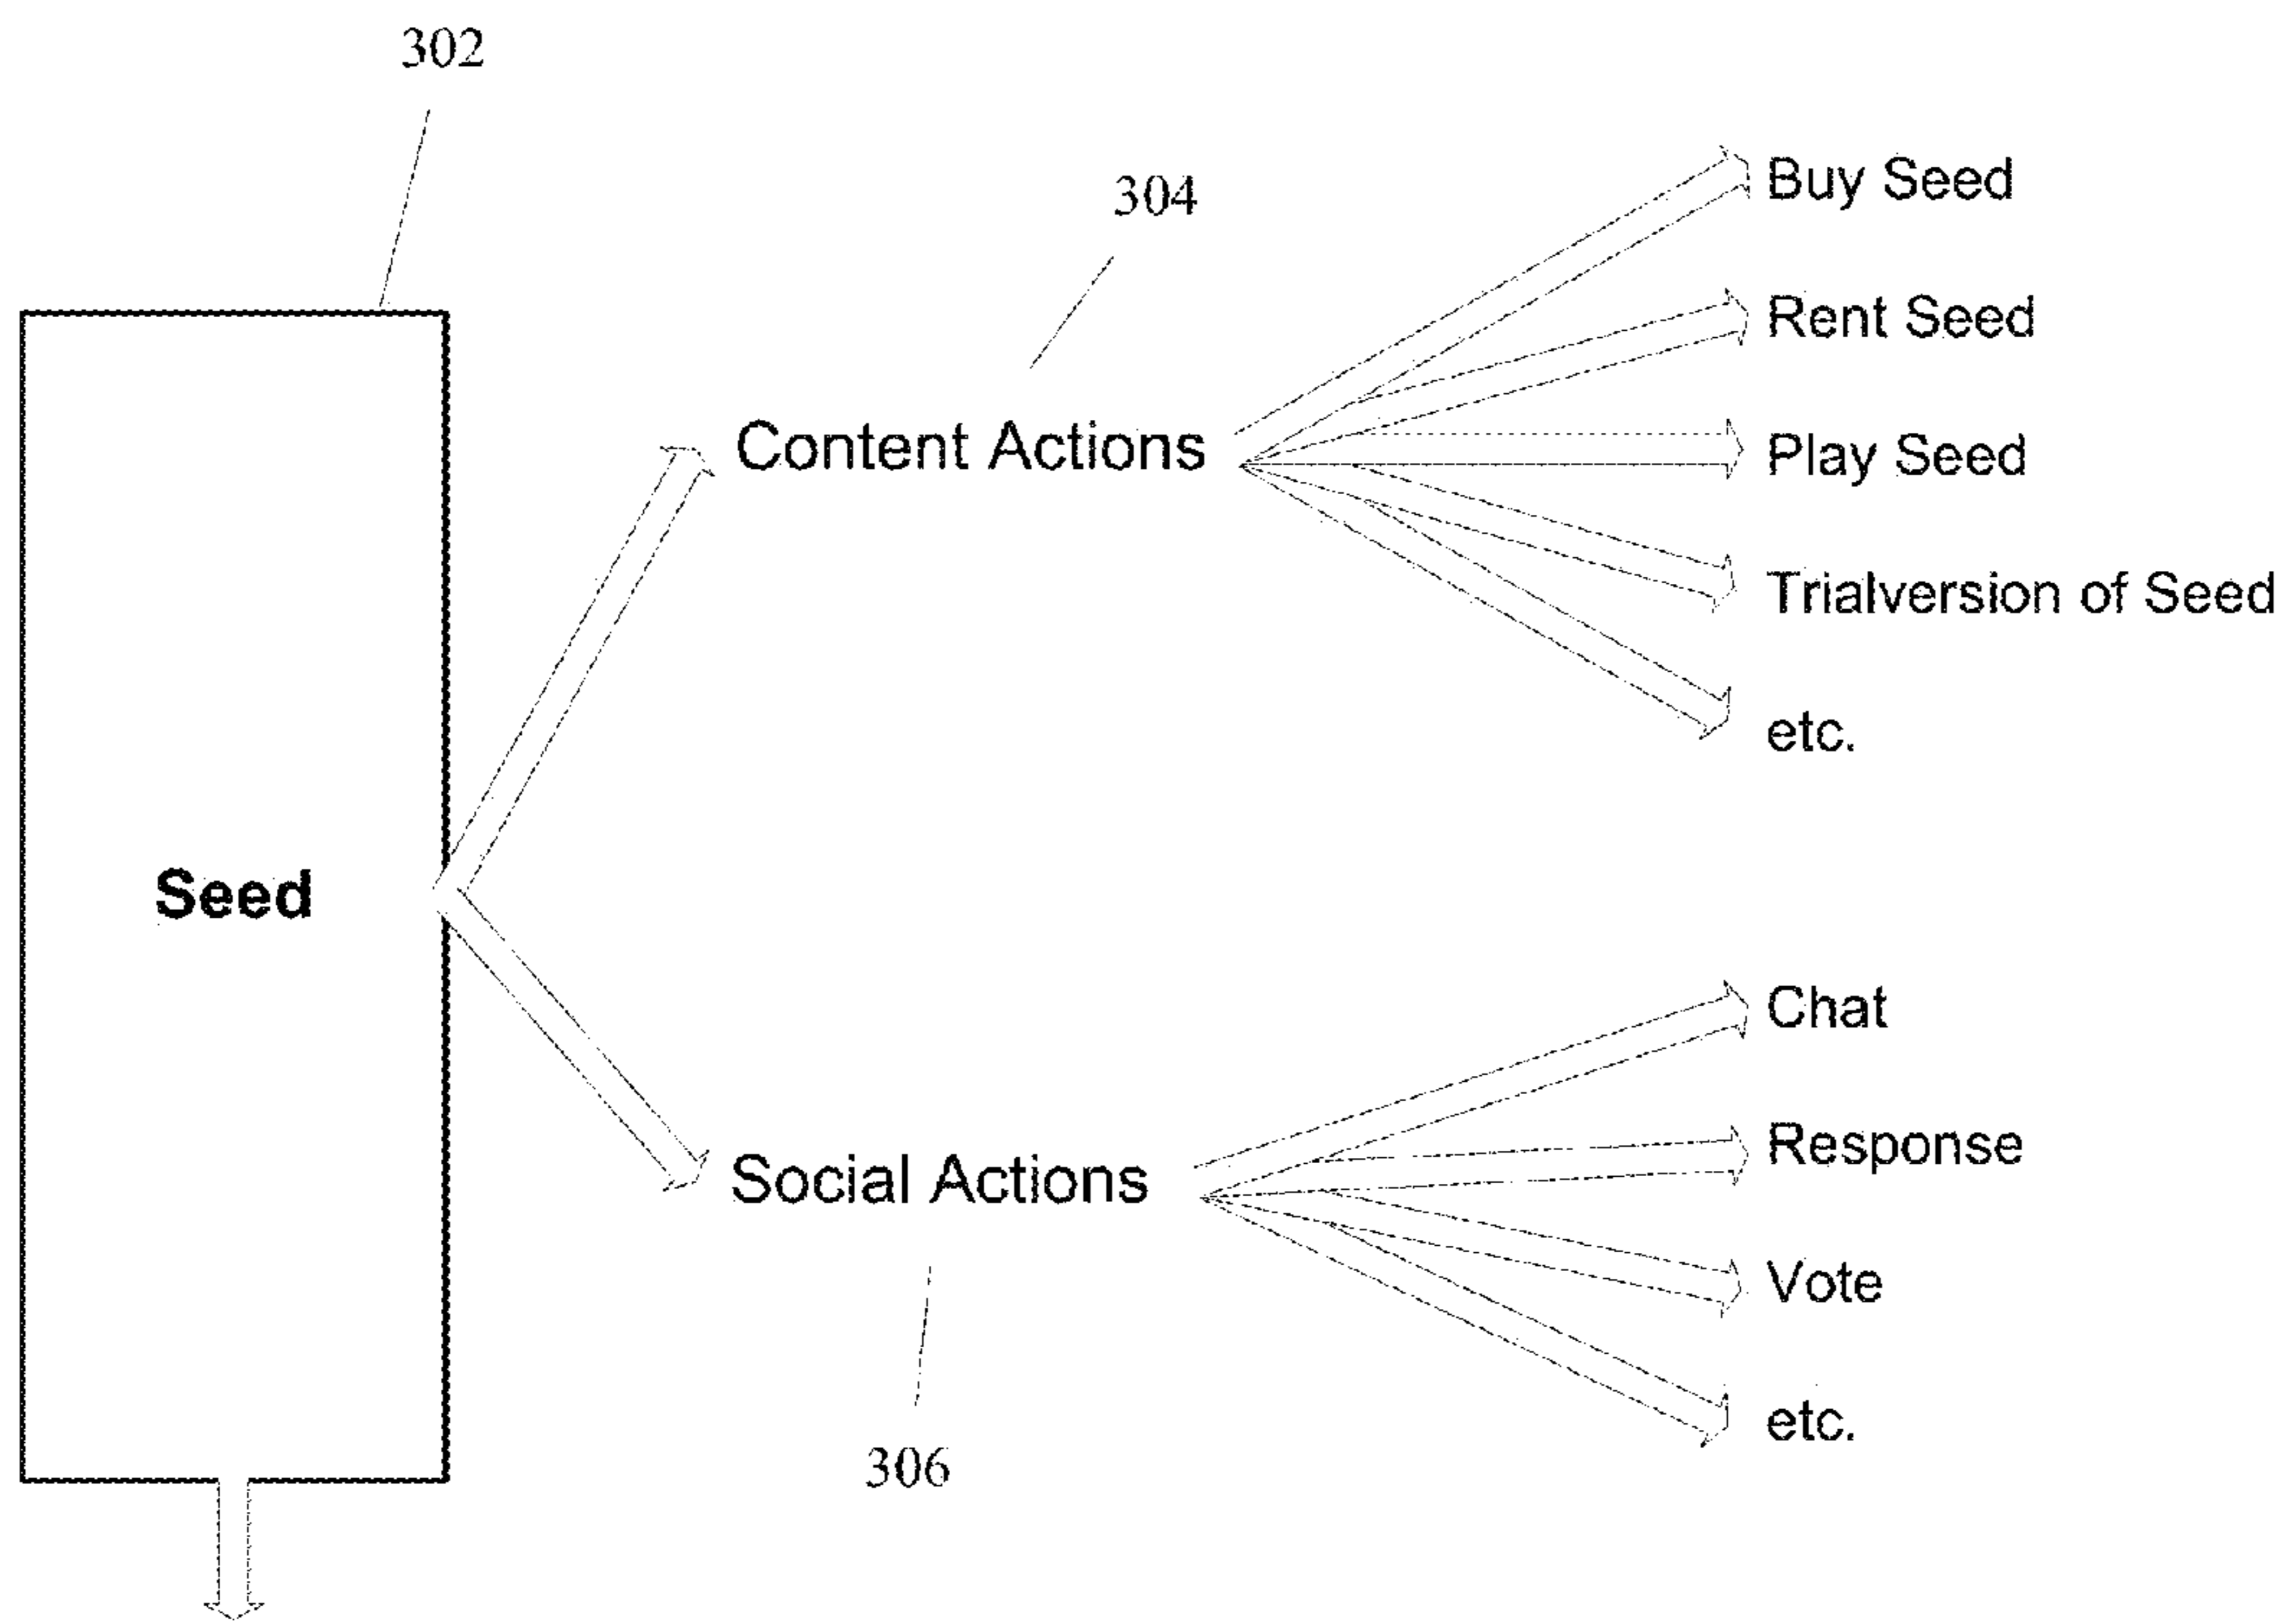 302
304
Buy Seed
Rent Seed
Content Actions
Play Seed
Trialversion of Seed
etc.
Seed
Chat
Response
Social Actions
Vote
etc.
306